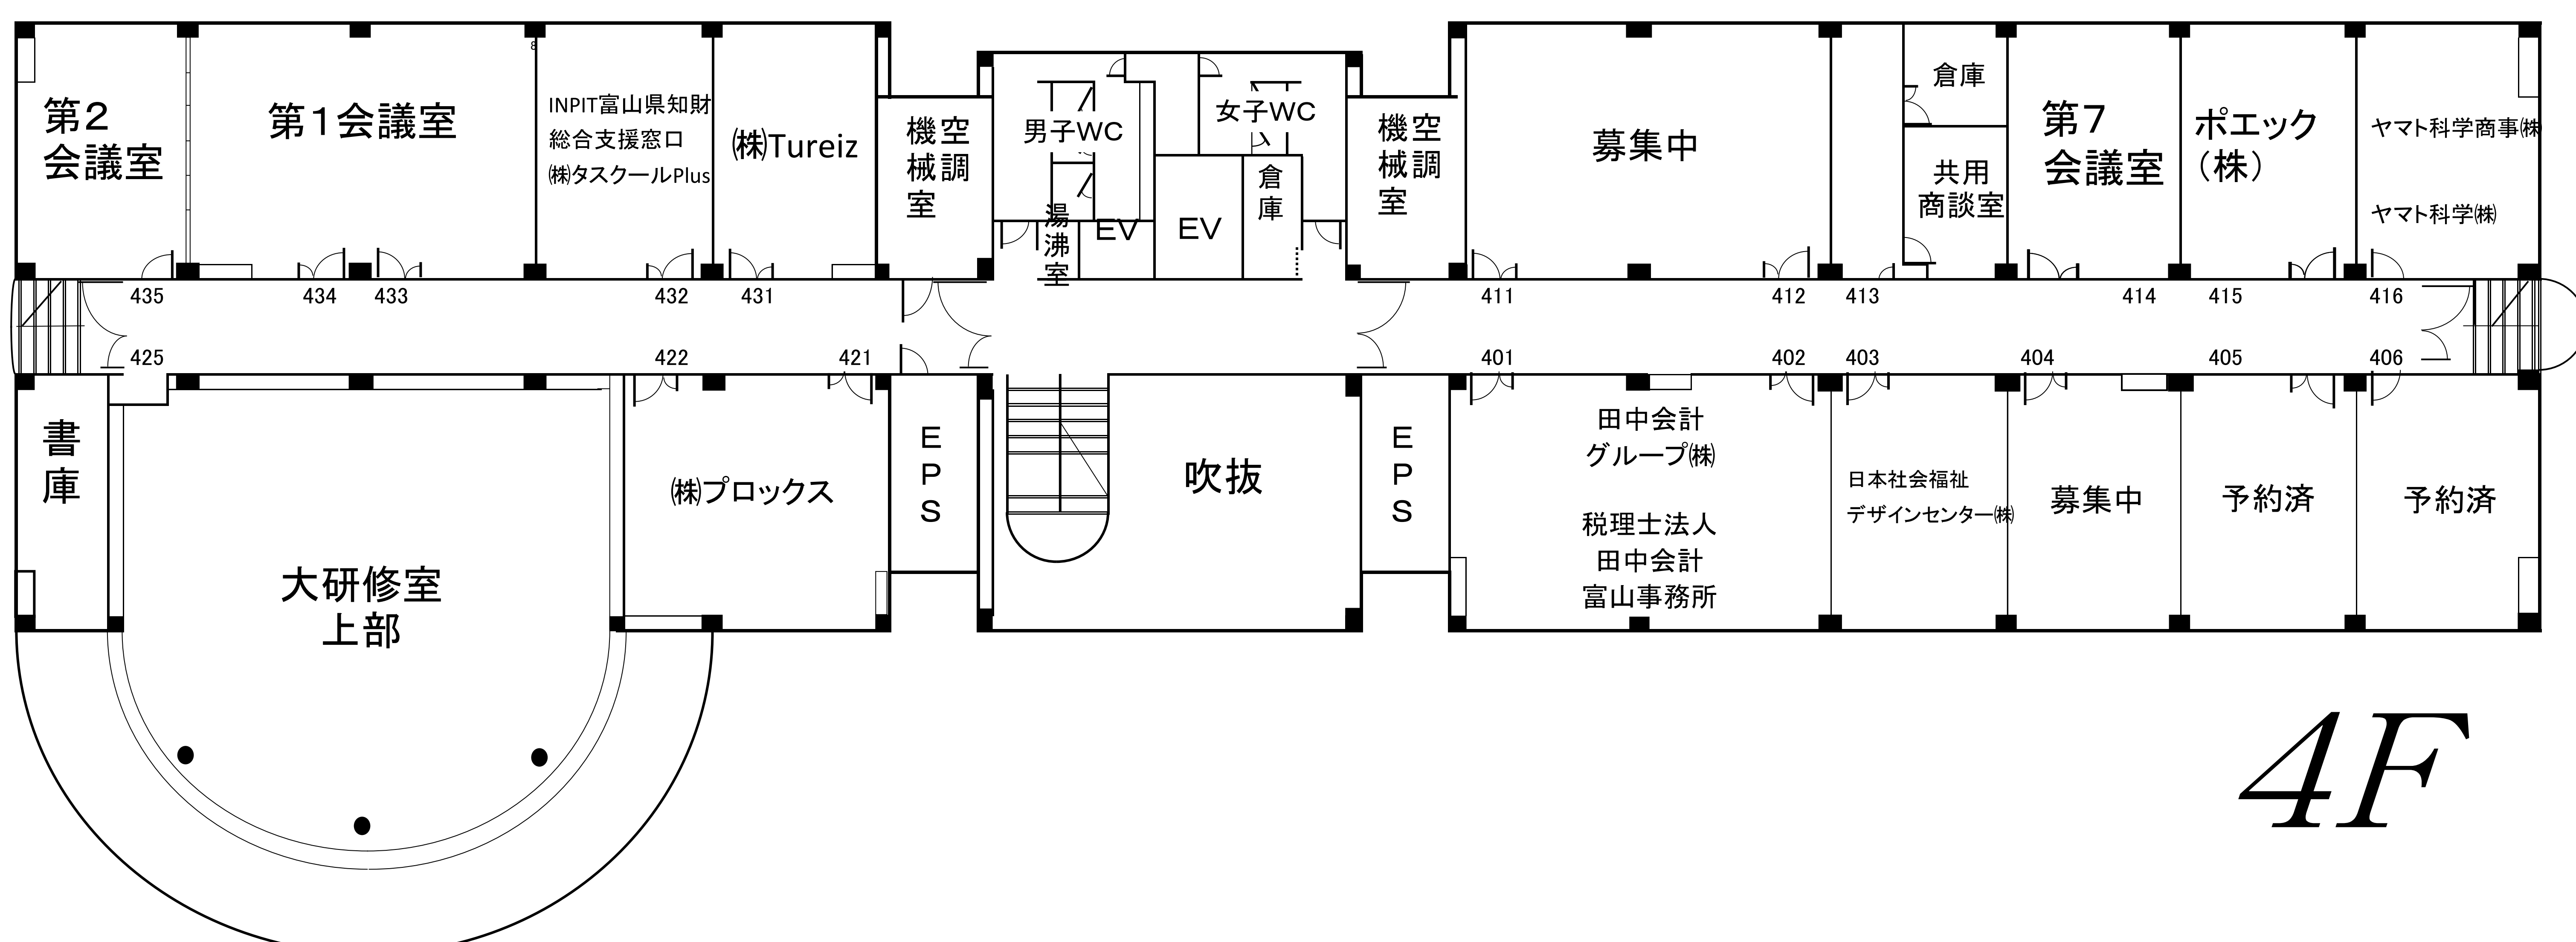 第２
会議室
第１会議室
8
INPIT富山県知財
総合支援窓口
㈱タスクールPlus
㈱Tureiz
空調
機械室
男子WC
女子WC
湯沸室
EV
EV
倉庫
空調
機械室
募集中
倉庫
共用
商談室
第７
会議室
ポエック
（株）
ヤマト科学商事㈱
ヤマト科学㈱
435 434 433 432 431 411 412 413 414 415 416
425 422 421 401 402 403 404 405 406
書庫
大研修室
上部
㈱プロックス
EPS
吹抜
EPS
田中会計
グループ㈱
税理士法人
田中会計
富山事務所
日本社会福祉
デザインセンター㈱
募集中
予約済
予約済
4F